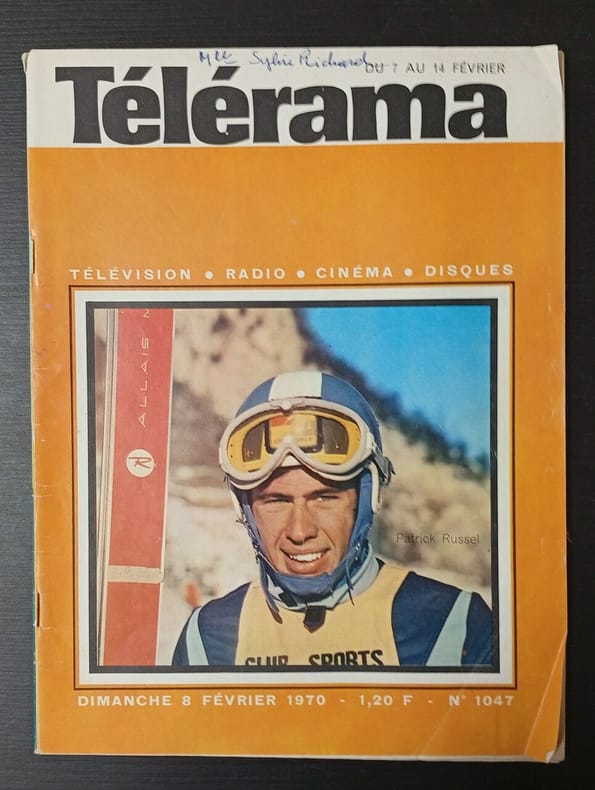 Mlle Sylvie Richard
DU 7 AU 14 FÉVRIER
Télérama
TÉLÉVISION • RADIO • CINÉMA • DISQUES
ALLAIS
R
Patrick Russel
CLUB SPORTS
DIMANCHE 8 FÉVRIER 1970 - 1,20 F - N° 1047